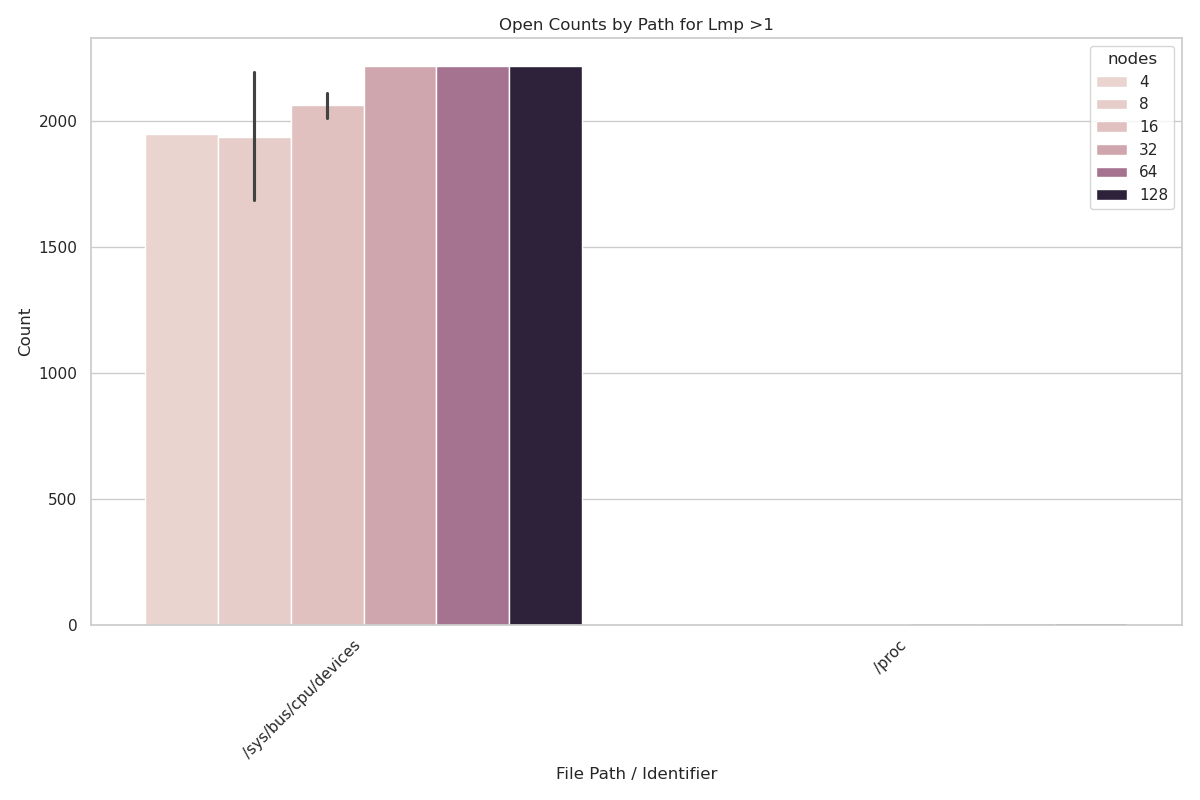 Open Counts by Path for Lmp >1
nodes
4
8
16
32
64
128
2000
1500
1000
500
0
Count
/sys/bus/cpu/devices
/proc
File Path / Identifier